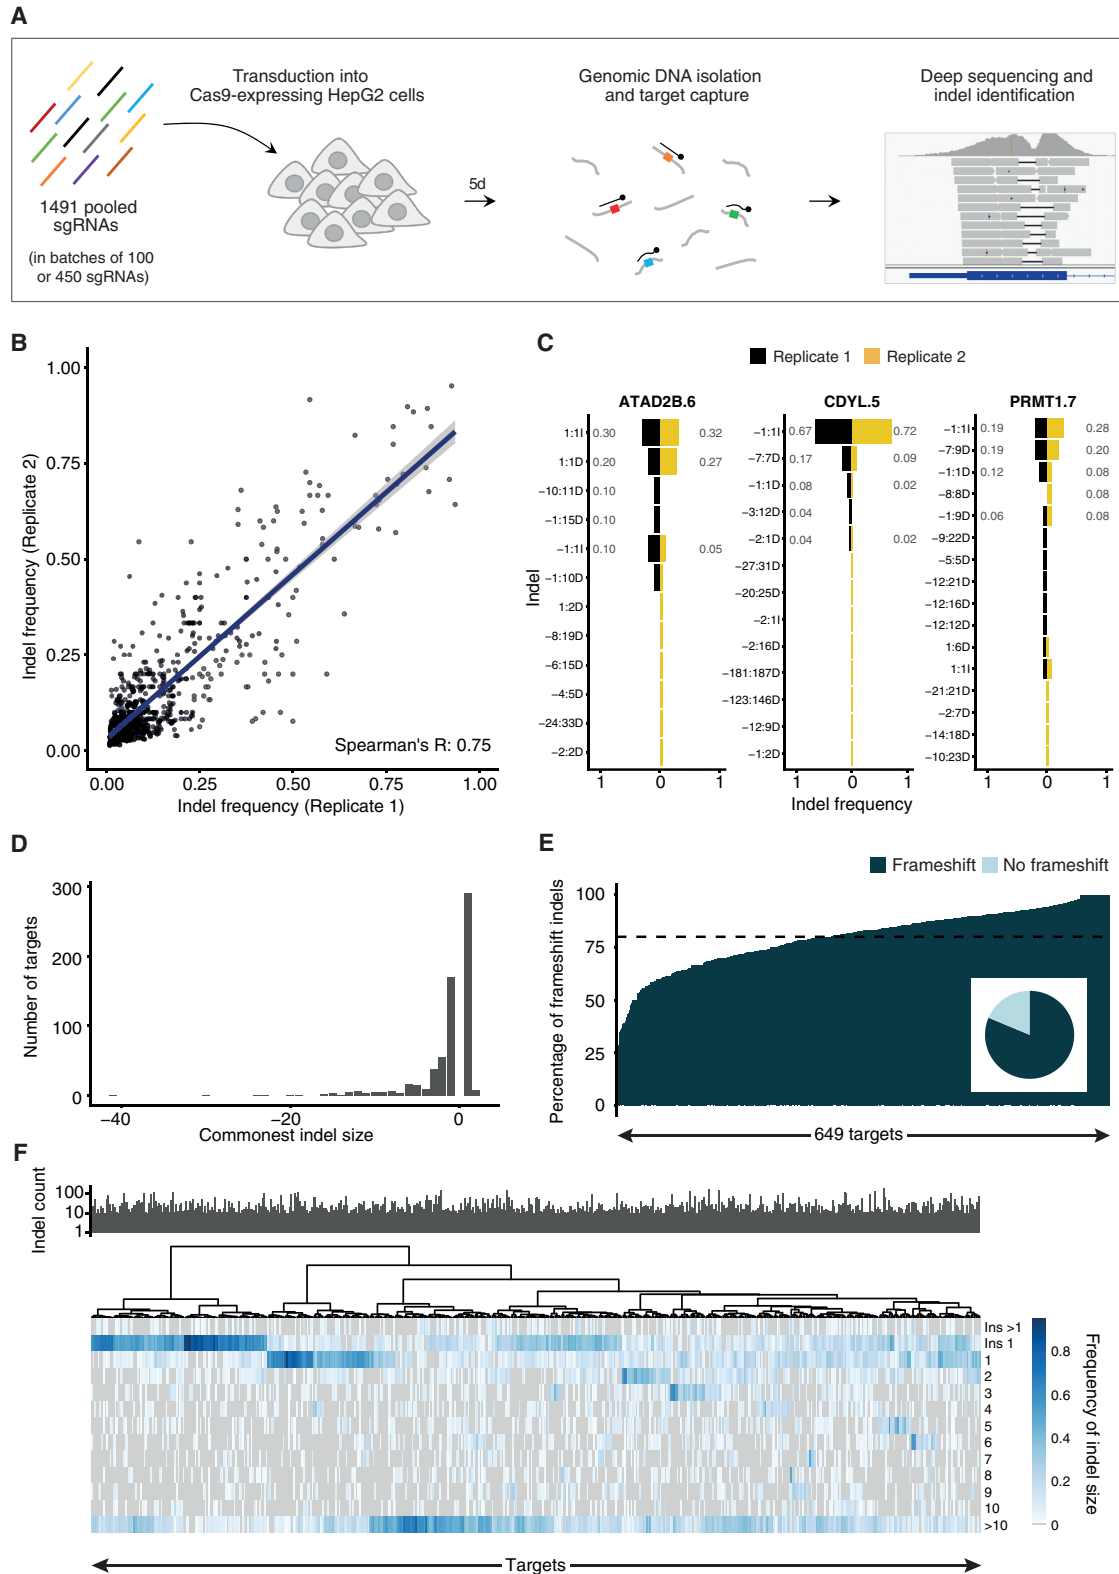 A
Transduction into
Cas9-expressing HepG2 cells
Genomic DNA isolation
and target capture
Deep sequencing and
indel identification
5d
1491 pooled
sgRNAs
(in batches of 100
or 450 sgRNAs)
B
1.00
0.75
0.50
0.25
0.00
Indel frequency (Replicate 2)
Spearman's R: 0.75
0.00 0.25 0.50 0.75 1.00
Indel frequency (Replicate 1)
C
Replicate 1 Replicate 2
Indel
ATAD2B.6
1:1I 0.30 0.32
1:1D 0.20 0.27
−10:11D 0.10
−1:15D 0.10
−1:1I 0.10 0.05
−1:10D
1:2D
−8:19D
−6:15D
−4:5D
−24:33D
−2:2D
1 0 1
CDYL.5
−1:1I 0.67 0.72
−7:7D 0.17 0.09
−1:1D 0.08 0.02
−3:12D 0.04
−2:1D 0.04 0.02
−27:31D
−20:25D
−2:1I
−2:16D
−181:187D
−123:146D
−12:9D
−1:2D
1 0 1
PRMT1.7
−1:1I 0.19 0.28
−7:9D 0.19 0.20
−1:1D 0.12 0.08
−8:8D 0.08
−1:9D 0.06 0.08
−9:22D
−5:5D
−12:21D
−12:16D
−12:12D
1:6D
1:1I
−21:21D
−2:7D
−14:18D
−10:23D
1 0 1
Indel frequency
D
300
200
100
0
Number of targets
−40 −20 0
Commonest indel size
E
Frameshift No frameshift
100
75
50
25
0
Percentage of frameshift indels
649 targets
F
Indel count
100
10
1
Ins >1
Ins 1
1
2
3
4
5
6
7
8
9
10
>10
0.8
0.6
0.4
0.2
0
Frequency of indel size
Targets